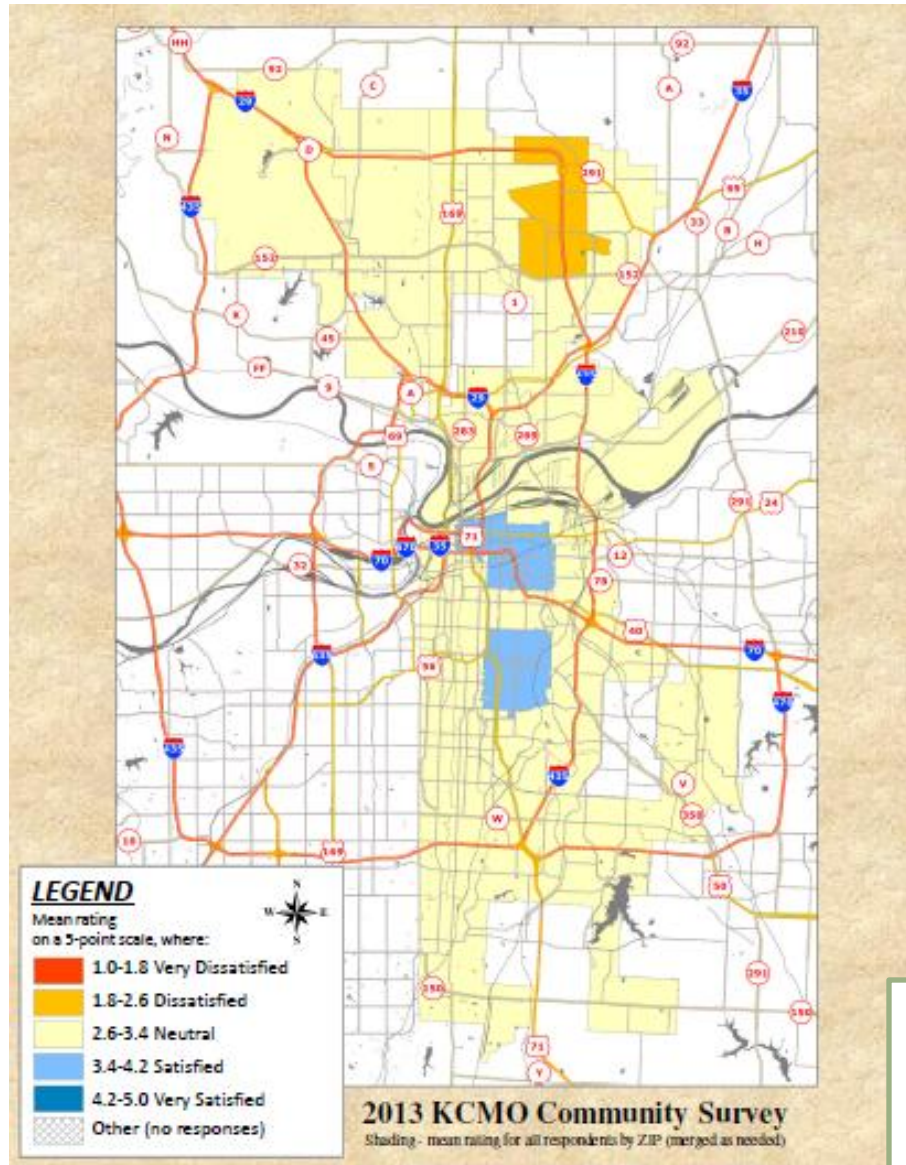 HH
92
92
C
29
A
35
D
N
291
169
69
435
33
B
H
152
152
1
K
45
210
FF
9
A
29
283
269
69
5
291
24
71
670
35
70
12
32
78
40
70
635
56
470
435
435
V
350
W
18
169
50
291
150
150
71
Y
LEGEND
N
W E
S
Mean rating
on a 5-point scale, where:
1.0-1.8 Very Dissatisfied
1.8-2.6 Dissatisfied
2.6-3.4 Neutral
3.4-4.2 Satisfied
4.2-5.0 Very Satisfied
Other (no responses)
2013 KCMO Community Survey
Shading - mean rating for all respondents by ZIP (merged as needed)